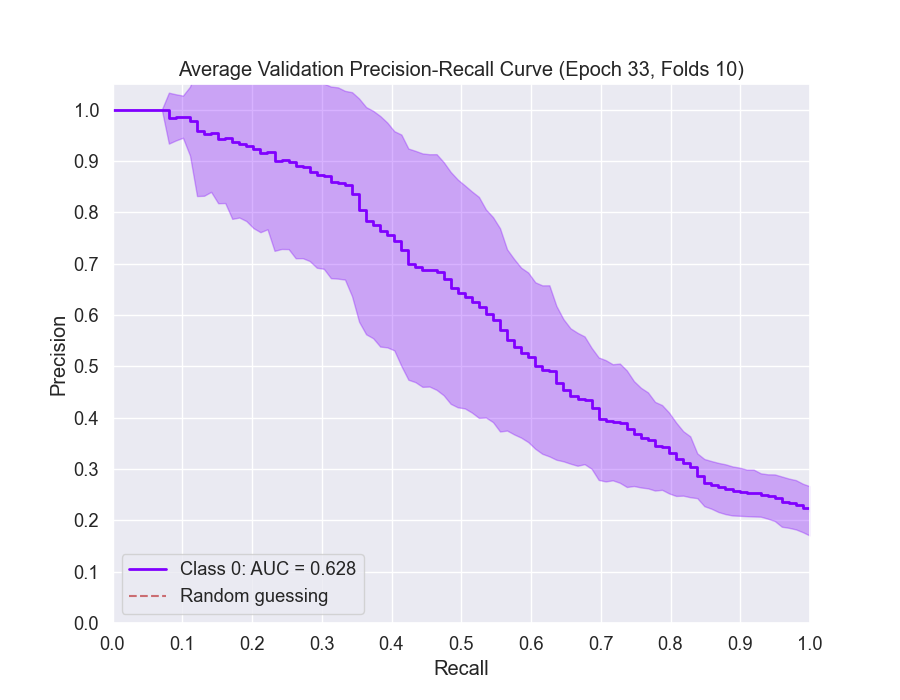 Average Validation Precision-Recall Curve (Epoch 33, Folds 10)
1.0
0.9
0.8
0.7
0.6
0.5
0.4
0.3
0.2
0.1
0.0
Precision
Class 0: AUC = 0.628
Random guessing
0.0 0.1 0.2 0.3 0.4 0.5 0.6 0.7 0.8 0.9 1.0
Recall